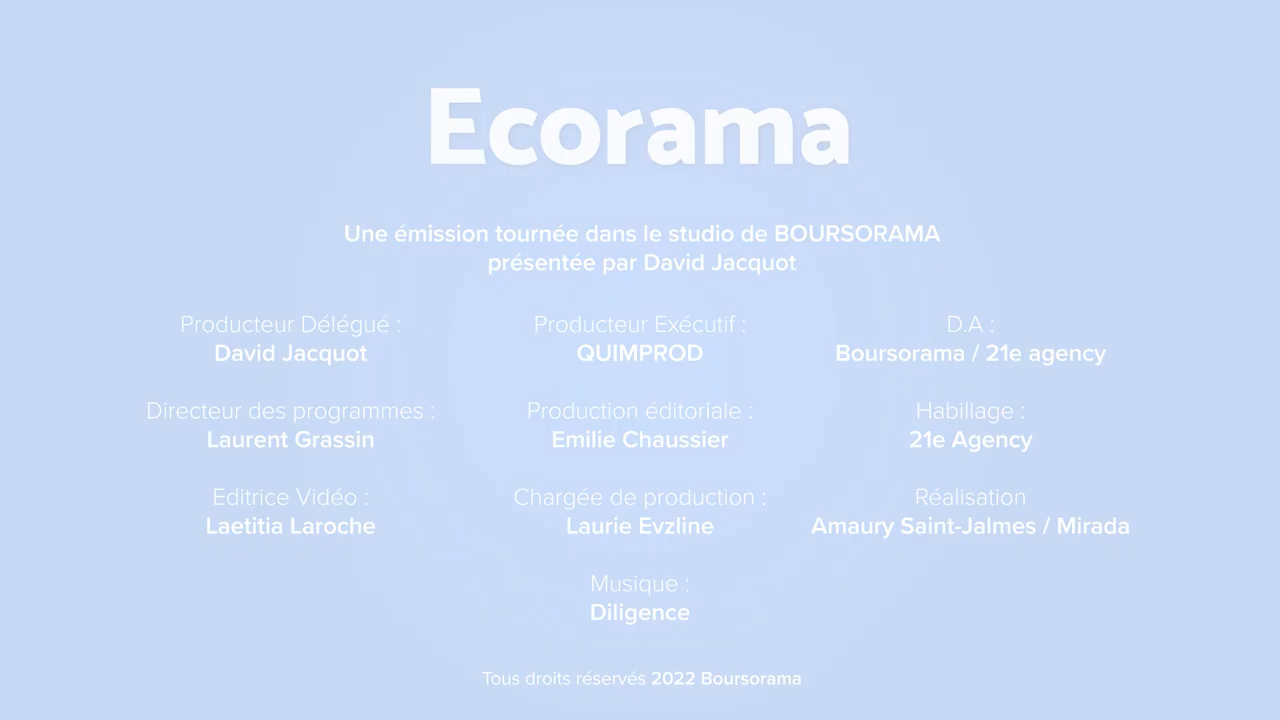 Ecorama
Une émission tournée dans le studio de BOURSORAMA
présentée par David Jacquot
Producteur Délégué :
David Jacquot
Producteur Exécutif :
QUIMPROD
D.A :
Boursorama / 21e agency
Directeur des programmes :
Laurent Grassin
Production éditoriale :
Emilie Chaussier
Habillage :
21e Agency
Editrice Vidéo :
Laetitia Laroche
Chargée de production :
Laurie Evzline
Réalisation
Amaury Saint-Jalmes / Mirada
Musique :
Diligence
Tous droits réservés 2022 Boursorama